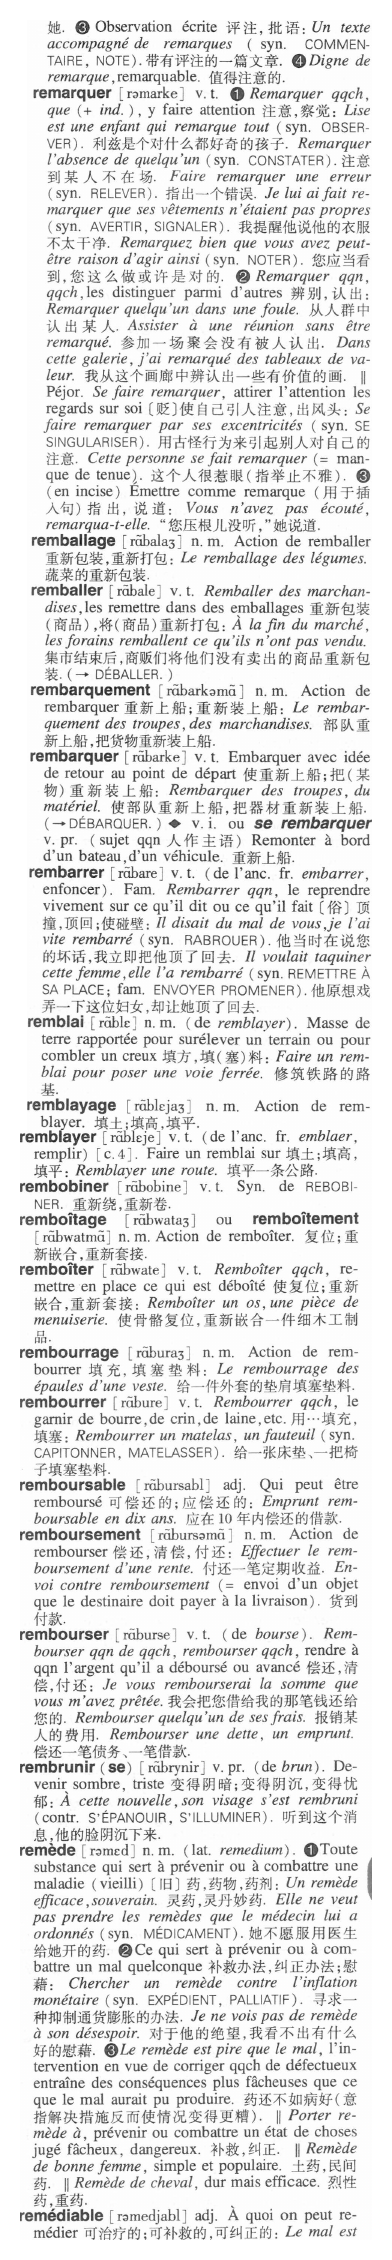 她. ❸ Observation écrite 评注, 批语: Un texte
accompagné de remarques ( syn. COMMEN-
TAIRE, NOTE). 带有评注的一篇文章. ❹ Digne de
remarque, remarquable. 值得注意的.
remarquer [rəmarke] v. t. ❶ Remarquer qqch,
que (+ ind. ), y faire attention 注意,察觉: Lise
est une enfant qui remarque tout (syn. OBSER-
VER). 利兹是个对什么都好奇的孩子. Remarquer
l'absence de quelqu'un (syn. CONSTATER). 注意
到某人不在场. Faire remarquer une erreur
(syn. RELEVER). 指出一个错误. Je lui ai fait re-
marquer que ses vêtements n'étaient pas propres
(syn. AVERTIR, SIGNALER). 我提醒他说他的衣服
不太干净. Remarquez bien que vous avez peut-
être raison d'agir ainsi (syn. NOTER). 您应当看
到,您这么做或许是对的. ❷ Remarquer qqn,
qqch, les distinguer parmi d'autres 辨别,认出:
Remarquer quelqu'un dans une foule. 从人群中
认出某人. Assister à une réunion sans être
remarqué. 参加一场聚会没有被人认出. Dans
cette galerie, j'ai remarqué des tableaux de va-
leur. 我从这个画廊中辨认出一些有价值的画. ‖
Péjor. Se faire remarquer, attirer l'attention les
regards sur soi〔贬〕使自己引人注意,出风头: Se
faire remarquer par ses excentricités (syn. SE
SINGULARISER). 用古怪行为来引起别人对自己的
注意. Cette personne se fait remarquer (= man-
que de tenue). 这个人很惹眼(指举止不雅). ❸
(en incise) Émettre comme remarque (用于插
入句) 指出, 说道: Vous n'avez pas écouté,
remarqua-t-elle. “您压根儿没听,”她说道.
remballage [rɑ̃balaʒ] n. m. Action de remballer
重新包装,重新打包: Le remballage des légumes.
蔬菜的重新包装.
remballer [rɑ̃bale] v. t. Remballer des marchan-
dises, les remettre dans des emballages 重新包装
(商品),将(商品)重新打包: À la fin du marché,
les forains remballent ce qu'ils n'ont pas vendu.
集市结束后,商贩们将他们没有卖出的商品重新包
装. (→ DÉBALLER. )
rembarquement [rɑ̃barkəmɑ̃] n. m. Action de
rembarquer 重新上船;重新装上船: Le rembar-
quement des troupes, des marchandises. 部队重
新上船,把货物重新装上船.
rembarquer [rɑ̃barke] v. t. Embarquer avec idée
de retour au point de départ 使重新上船;把(某
物)重新装上船: Rembarquer des troupes, du
matériel. 使部队重新上船,把器材重新装上船.
(→ DÉBARQUER. ) ◆ v. i. ou se rembarquer
v. pr. (sujet qqn 人作主语) Remonter à bord
d'un bateau, d'un véhicule. 重新上船.
rembarrer [rɑ̃bare] v. t. (de l'anc. fr. embarrer,
enfoncer). Fam. Rembarrer qqn, le reprendre
vivement sur ce qu'il dit ou ce qu'il fait〔俗〕顶
撞,顶回;使碰壁: Il disait du mal de vous, je l'ai
vite rembarré (syn. RABROUER). 他当时在说您
的坏话,我立即把他顶了回去. Il voulait taquiner
cette femme, elle l'a rembarré (syn. REMETTRE À
SA PLACE; fam. ENVOYER PROMENER). 他原想戏
弄一下这位妇女,却让她顶了回去.
remblai [rɑ̃blɛ] n. m. (de remblayer). Masse de
terre rapportée pour surélever un terrain ou pour
combler un creux 填方,填(塞)料: Faire un rem-
blai pour poser une voie ferrée. 修筑铁路的路
基.
remblayage [rɑ̃blɛjaʒ] n. m. Action de rem-
blayer. 填土;填高,填平.
remblayer [rɑ̃bleje] v. t. (de l'anc. fr. emblaer,
remplir) [c. 4]. Faire un remblai sur 填土;填高,
填平: Remblayer une route. 填平一条公路.
rembobiner [rɑ̃bobine] v. t. Syn. de REBOBI-
NER. 重新绕,重新卷.
remboîtage [rɑ̃bwataʒ] ou remboîtement
[rɑ̃bwatmɑ̃] n. m. Action de remboîter. 复位;重
新嵌合,重新套接.
remboîter [rɑ̃bwate] v. t. Remboîter qqch, re-
mettre en place ce qui est déboîté 使复位;重新
嵌合,重新套接: Remboîter un os, une pièce de
menuiserie. 使骨骼复位,重新嵌合一件细木工制
品.
rembourrage [rɑ̃buraʒ] n. m. Action de rem-
bourrer 填充,填塞垫料: Le rembourrage des
épaules d'une veste. 给一件外套的垫肩填塞垫料.
rembourrer [rɑ̃bure] v. t. Rembourrer qqch, le
garnir de bourre, de crin, de laine, etc. 用…填充,
填塞: Rembourrer un matelas, un fauteuil (syn.
CAPITONNER, MATELASSER). 给一张床垫、一把椅
子填塞垫料.
remboursable [rɑ̃bursabl] adj. Qui peut être
remboursé 可偿还的;应偿还的: Emprunt rem-
boursable en dix ans. 应在 10 年内偿还的借款.
remboursement [rɑ̃bursəmɑ̃] n. m. Action de
rembourser 偿还,清偿,付还: Effectuer le rem-
boursement d'une rente. 付还一笔定期收益. En-
voi contre remboursement (= envoi d'un objet
que le destinaire doit payer à la livraison). 货到
付款.
rembourser [rɑ̃burse] v. t. ( de bourse). Rem-
bourser qqn de qqch, rembourser qqch, rendre à
qqn l'argent qu'il a déboursé ou avancé 偿还,清
偿,付还: Je vous rembourserai la somme que
vous m'avez prêtée. 我会把您借给我的那笔钱还给
您的. Rembourser quelqu'un de ses frais. 报销某
人的费用. Rembourser une dette, un emprunt.
偿还一笔债务、一笔借款.
rembrunir (se) [rɑ̃brynir] v. pr. (de brun). De-
venir sombre, triste 变得阴暗;变得阴沉,变得忧
郁: À cette nouvelle, son visage s'est rembruni
(contr. S'ÉPANOUIR, S'ILLUMINER). 听到这个消
息,他的脸阴沉下来.
remède [rəmɛd] n. m. (lat. remedium). ❶ Toute
substance qui sert à prévenir ou à combattre une
maladie (vieilli)〔旧〕药,药物,药剂: Un remède
efficace, souverain. 灵药,灵丹妙药. Elle ne veut
pas prendre les remèdes que le médecin lui a
ordonnés (syn. MÉDICAMENT). 她不愿服用医生
给她开的药. ❷ Ce qui sert à prévenir ou à com-
battre un mal quelconque 补救办法,纠正办法;慰
藉: Chercher un remède contre l'inflation
monétaire (syn. EXPÉDIENT, PALLIATIF). 寻求一
种抑制通货膨胀的办法. Je ne vois pas de remède
à son désespoir. 对于他的绝望,我看不出有什么
好的慰藉. ❸ Le remède est pire que le mal, l'in-
tervention en vue de corriger qqch de défectueux
entraîne des conséquences plus fâcheuses que ce
que le mal aurait pu produire. 药还不如病好(意
指解决措施反而使情况变得更糟). ‖ Porter re-
mède à, prévenir ou combattre un état de choses
jugé fâcheux, dangereux. 补救,纠正. ‖ Remède
de bonne femme, simple et populaire. 土药,民间
药. ‖ Remède de cheval, dur mais efficace. 烈性
药,重药.
remédiable [rəmedjabl] adj. À quoi on peut re-
médier 可治疗的;可补救的,可纠正的: Le mal est